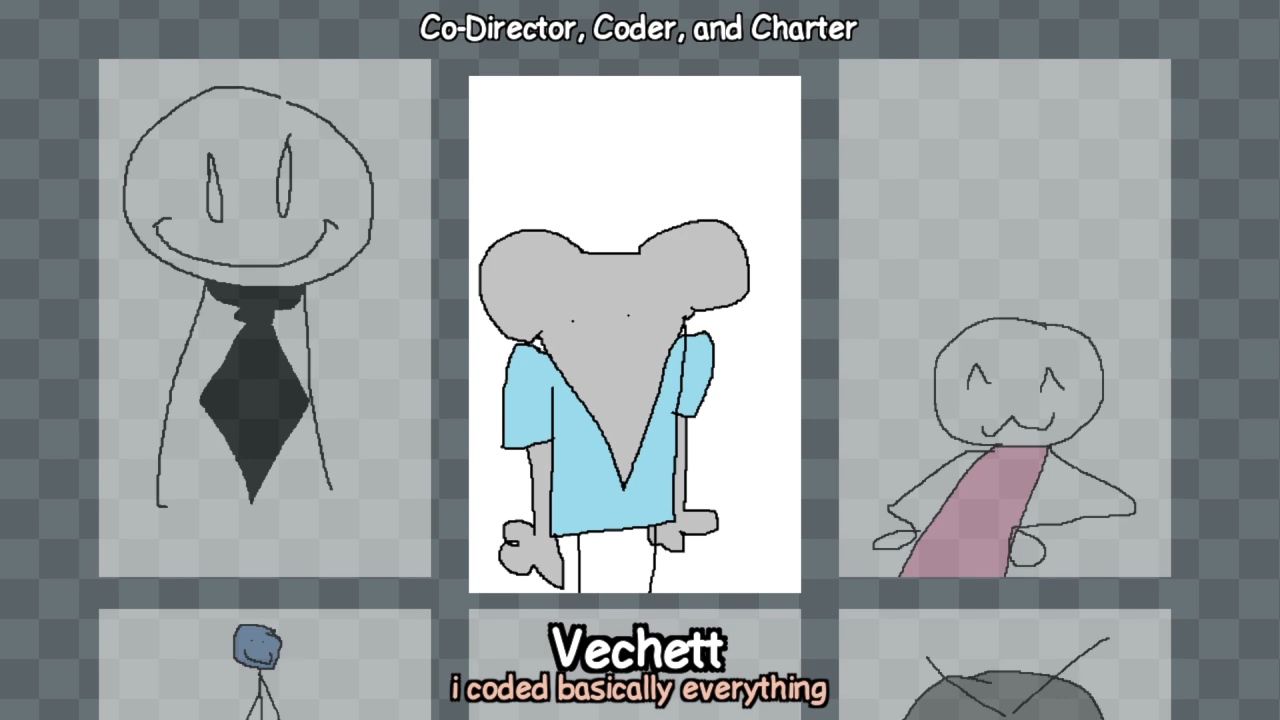 Co-Director, Coder, and Charter
Vechett
i coded basically everything